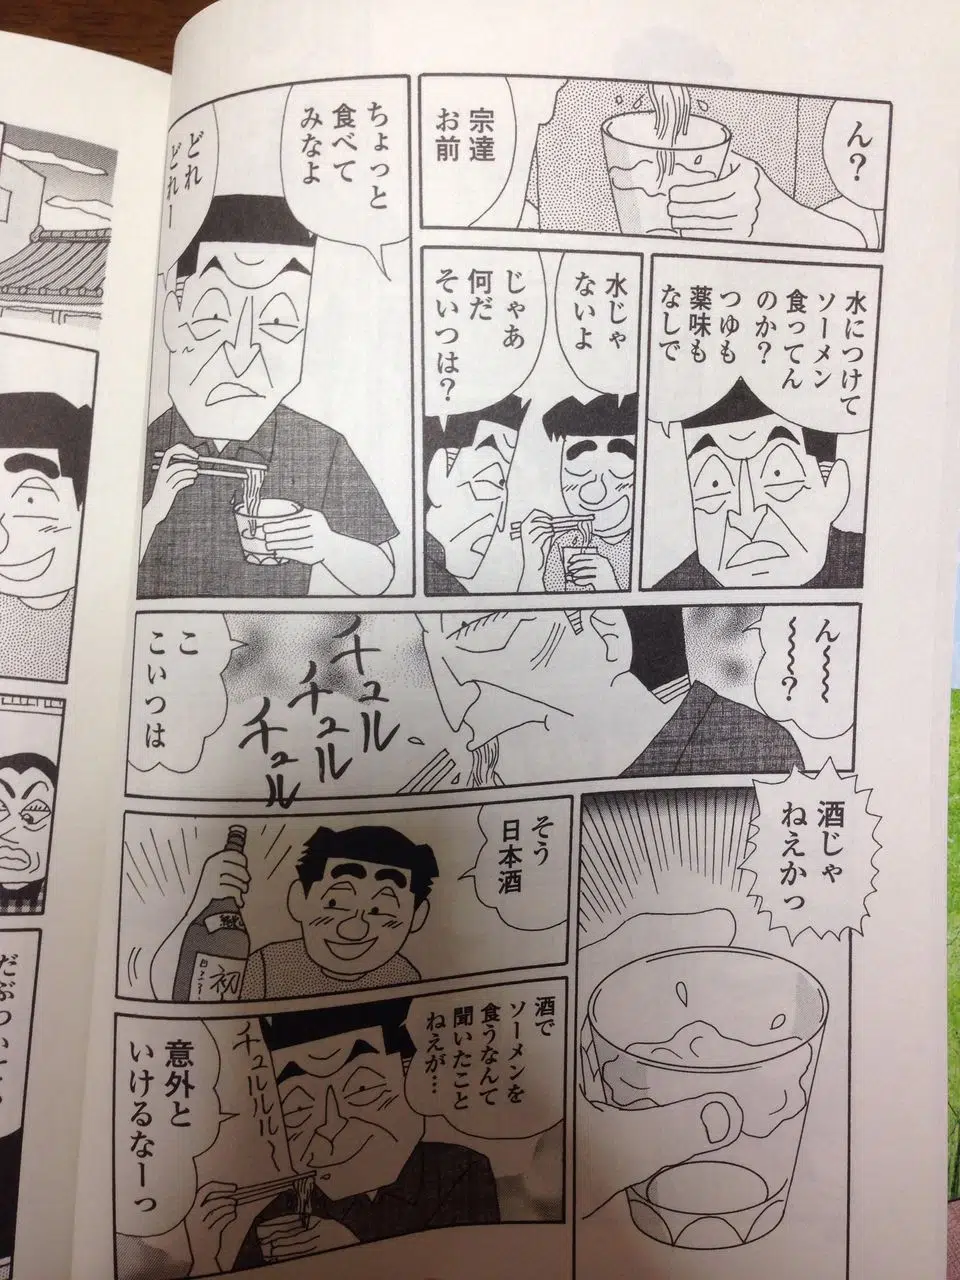 ん？
宗達
お前
水につけて
ソーメン
食ってん
のか？
つゆも
薬味も
なしで
水じゃ
ないよ
じゃあ
何だ
そいつは？
ちょっと
食べて
みなよ
どれ
どれー
ん〜〜〜
〜〜〜？
チュル
チュル
チュル
こ
こいつは
酒じゃ
ねえかっ
そう
日本酒
純
初
酒で
ソーメンを
食うなんて
聞いたこと
ねえが…
チュルルルル
意外と
いけるなーっ